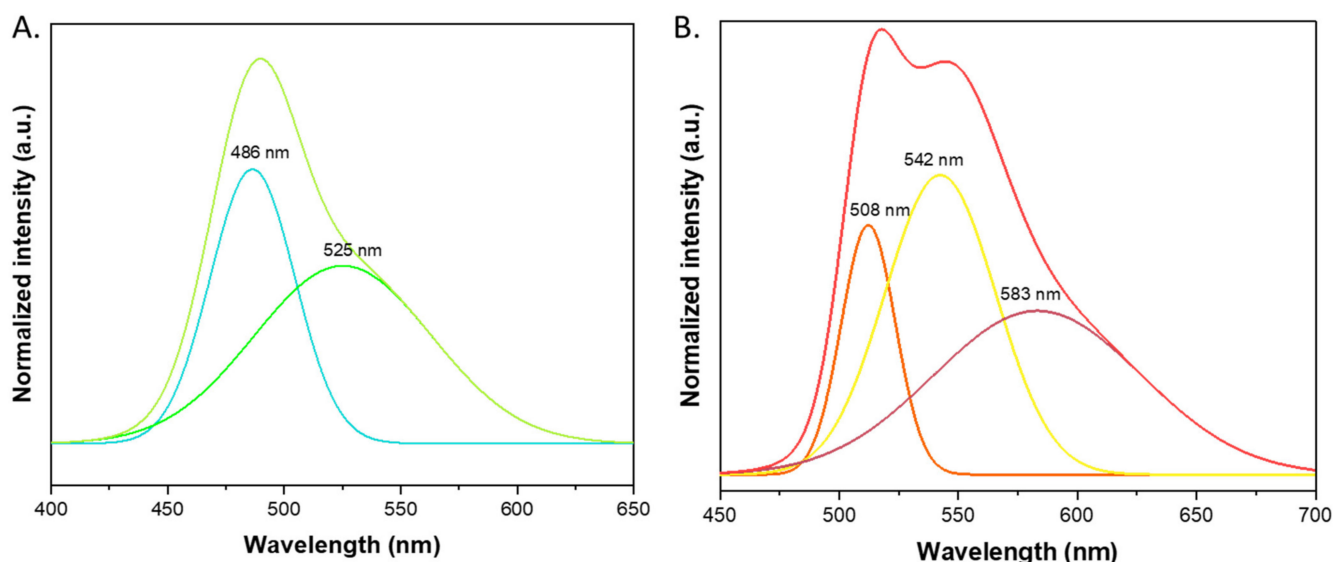 A.
Normalized intensity (a.u.)
486 nm
525 nm
400 450 500 550 600 650
Wavelength (nm)
B.
Normalized intensity (a.u.)
542 nm
508 nm
583 nm
450 500 550 600 650 700
Wavelength (nm)